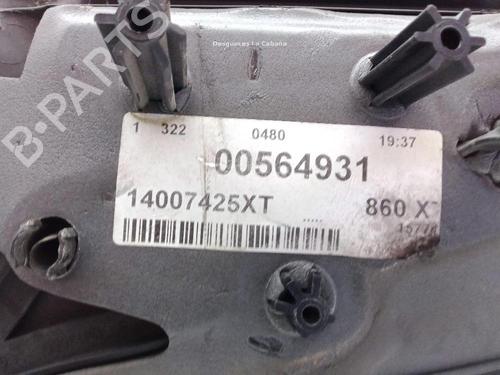 Desguaces La Cabaña
B-PARTS
1 322 0480 19:37
00564931
14007425XT ..... 860 X